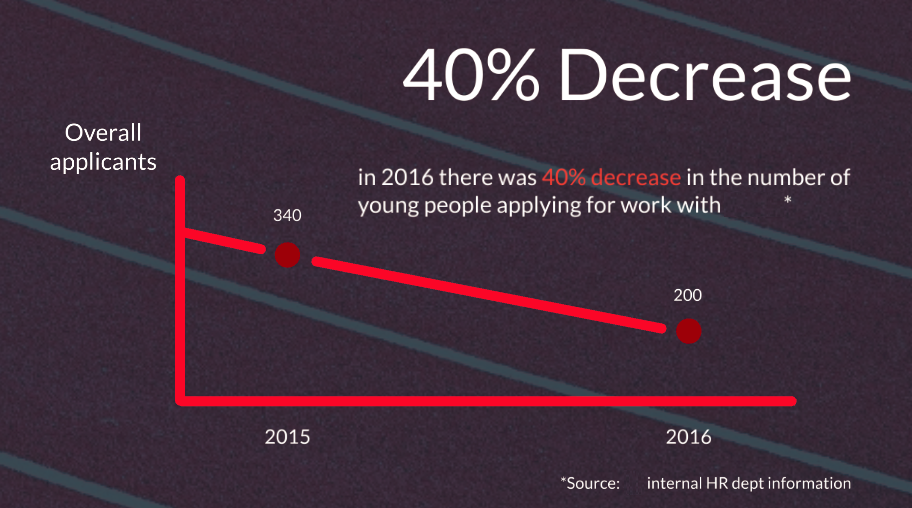 40% Decrease
Overall
applicants
in 2016 there was 40% decrease in the number of
young people applying for work with *
340
200
2015
2016
*Source: internal HR dept information